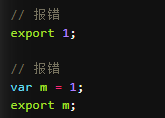 // 报错
export 1;
// 报错
var m = 1;
export m;